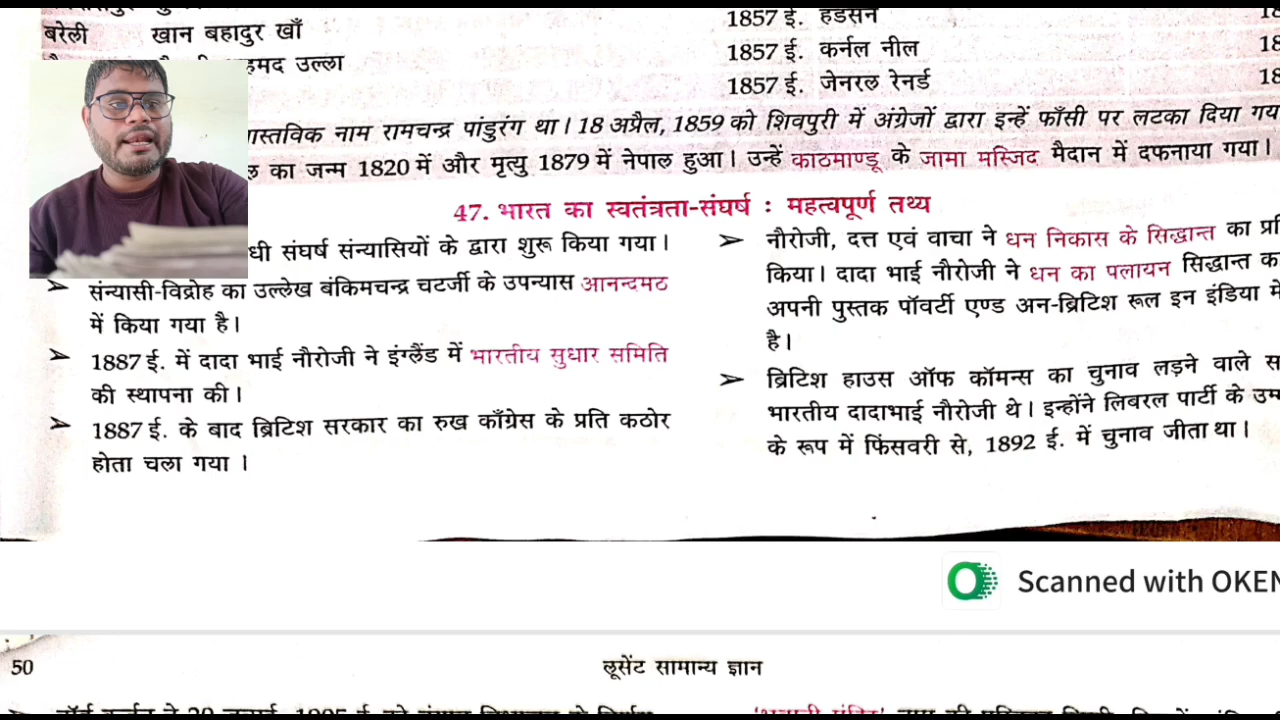 बरेली खान बहादुर खाँ
अहमद उल्ला
1857 ई. हडसन
1857 ई. कर्नल नील 18
1857 ई. जेनरल रेनर्ड 18
वास्तविक नाम रामचन्द्र पांडुरंग था। 18 अप्रैल, 1859 को शिवपुरी में अंग्रेजों द्वारा इन्हें फाँसी पर लटका दिया गय
का जन्म 1820 में और मृत्यु 1879 में नेपाल हुआ। उन्हें काठमाण्डू के जामा मस्जिद मैदान में दफनाया गया।
47. भारत का स्वतंत्रता-संघर्ष : महत्वपूर्ण तथ्य
धी संघर्ष संन्यासियों के द्वारा शुरू किया गया।
➢ संन्यासी-विद्रोह का उल्लेख बंकिमचन्द्र चटर्जी के उपन्यास आनन्दमठ
में किया गया है।
➢ 1887 ई. में दादा भाई नौरोजी ने इंग्लैंड में भारतीय सुधार समिति
की स्थापना की।
➢ 1887 ई. के बाद ब्रिटिश सरकार का रुख काँग्रेस के प्रति कठोर
होता चला गया ।
➢ नौरोजी, दत्त एवं वाचा ने धन निकास के सिद्धान्त का प्र
किया। दादा भाई नौरोजी ने धन का पलायन सिद्धान्त क
अपनी पुस्तक पॉवर्टी एण्ड अन-ब्रिटिश रूल इन इंडिया में
है।
➢ ब्रिटिश हाउस ऑफ कॉमन्स का चुनाव लड़ने वाले स
भारतीय दादाभाई नौरोजी थे। इन्होंने लिबरल पार्टी के उम्म
के रूप में फिंसवरी से, 1892 ई. में चुनाव जीता था।
Scanned with OKEN
50 लूसेंट सामान्य ज्ञान